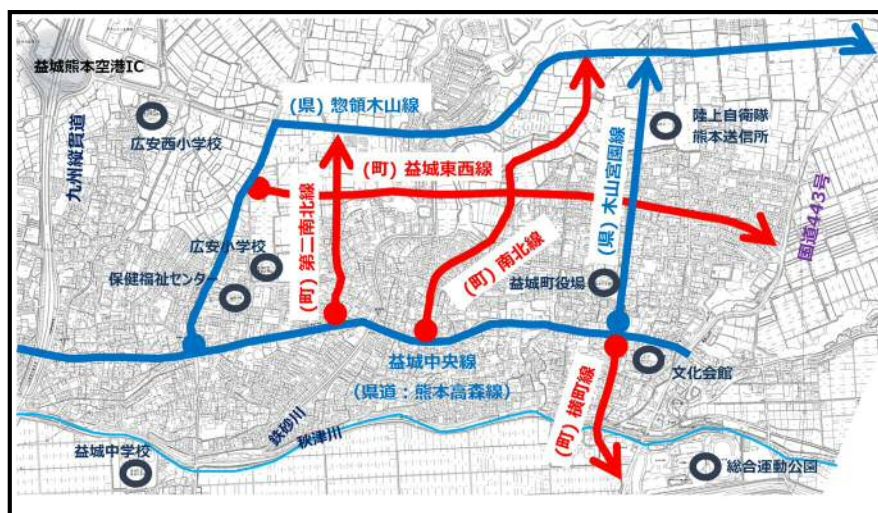 益城熊本空港IC
(県) 惣領木山線
陸上自衛隊
熊本送信所
広安西小学校
九州縦貫道
(町) 益城東西線
(県) 木山宮園線
国道443号
(町) 第二南北線
(町) 南北線
広安小学校
保健福祉センター
益城町役場
益城中央線
(県道：熊本高森線)
文化会館
(町) 横町線
鉄砂川
秋津川
益城中学校
総合運動公園